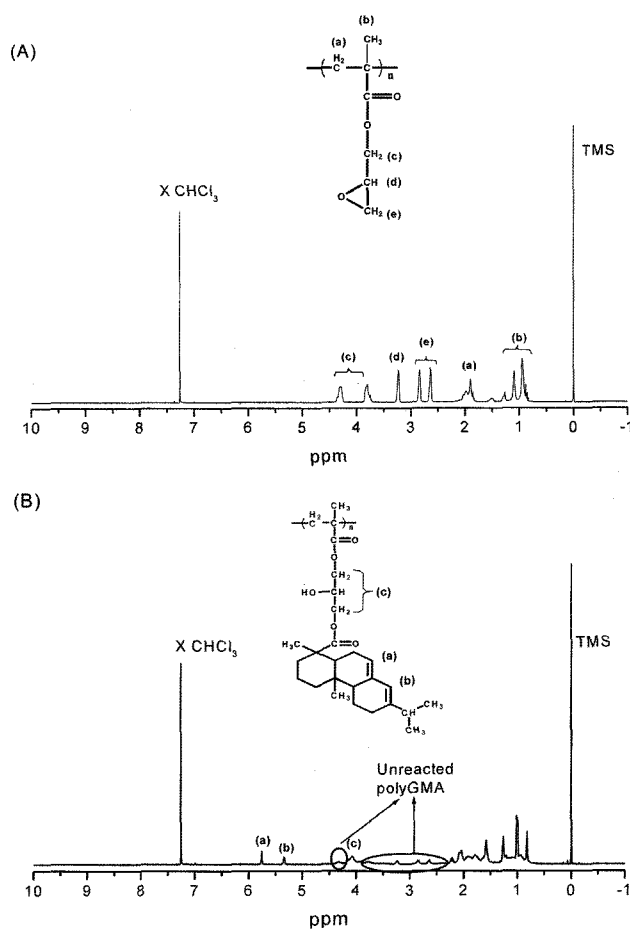 (A)
(b)
CH₃
(a)
H₂
C
C
n
C=O
O
CH₂ (c)
CH (d)
O
CH₂ (e)
X CHCl₃
TMS
(c)
(d)
(e)
(a)
(b)
10 9 8 7 6 5 4 3 2 1 0 -1
ppm
(B)
CH₃
H₂
C
C
n
C=O
O
CH₂
HO-CH (c)
CH₂
O
C=O
H₃C
(a)
(b)
CH₃
CH-CH₃
CH₃
X CHCl₃
TMS
Unreacted
polyGMA
(a)
(b)
(c)
10 9 8 7 6 5 4 3 2 1 0 -1
ppm